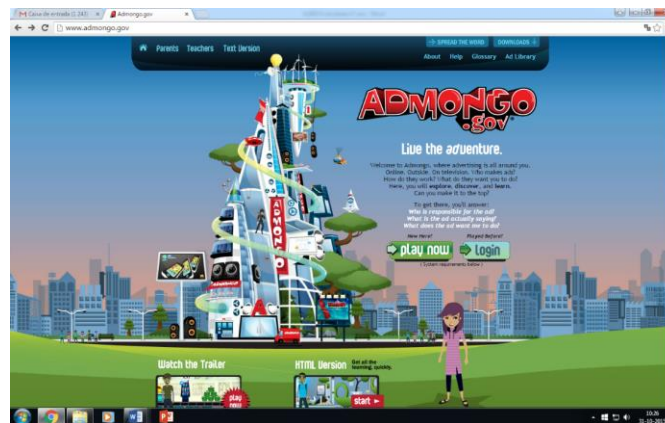 Caixa de entrada (1.243)
Admongo.gov
www.admongo.gov
Parents Teachers Text Version
SPREAD THE WORD
DOWNLOADS
About Help Glossary Ad Library
ADMONGO
.gov
Live the adventure.
Welcome to Admongo, where advertising is all around you.
Online. Outside. On television. Who makes ads?
How do they work? What do they want you to do?
Here, you will explore, discover, and learn.
Can you make it to the top?
To get there, you'll answer:
Who is responsible for the ad?
What is the ad actually saying?
What does the ad want me to do?
New Here?
Played Before?
play now
login
( System requirements below )
ADMONGO
Watch the Trailer
play
now
HTML Version
Get all the
learning, quickly.
start
10:26